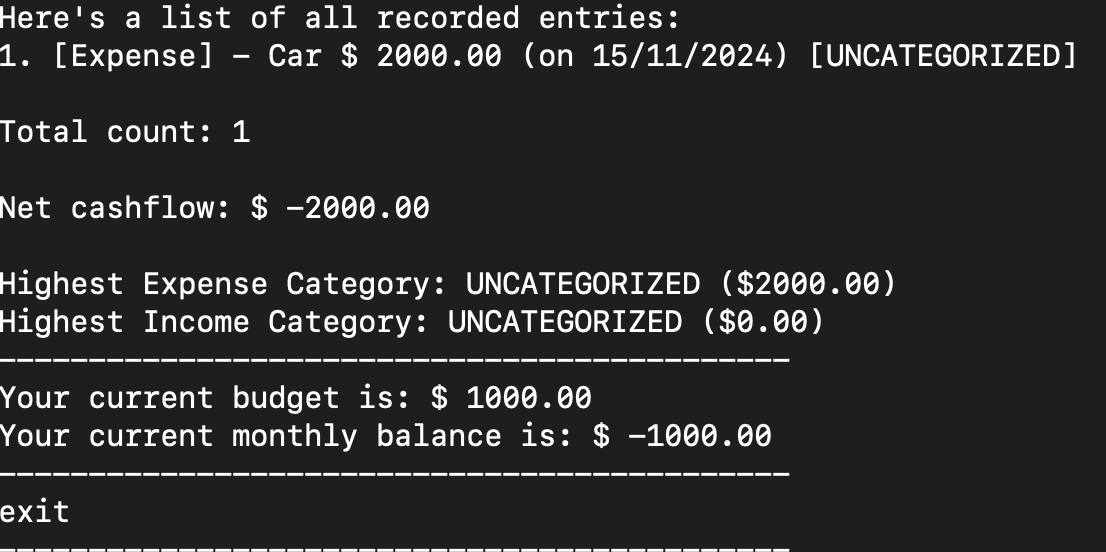 Here's a list of all recorded entries:
1. [Expense] – Car $ 2000.00 (on 15/11/2024) [UNCATEGORIZED]
Total count: 1
Net cashflow: $ -2000.00
Highest Expense Category: UNCATEGORIZED ($2000.00)
Highest Income Category: UNCATEGORIZED ($0.00)
--------------------------------------------
Your current budget is: $ 1000.00
Your current monthly balance is: $ -1000.00
--------------------------------------------
exit
--------------------------------------------